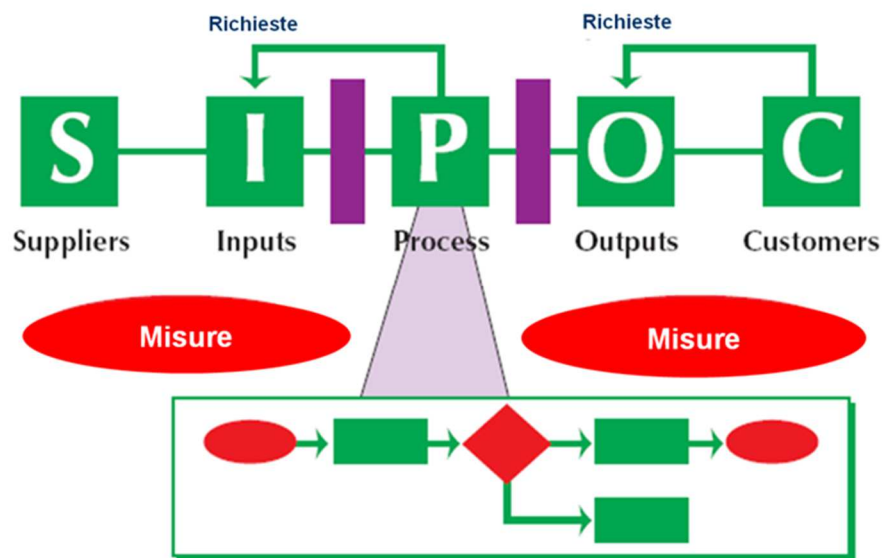 Richieste
Richieste
S I P O C
Suppliers Inputs Process Outputs Customers
Misure
Misure